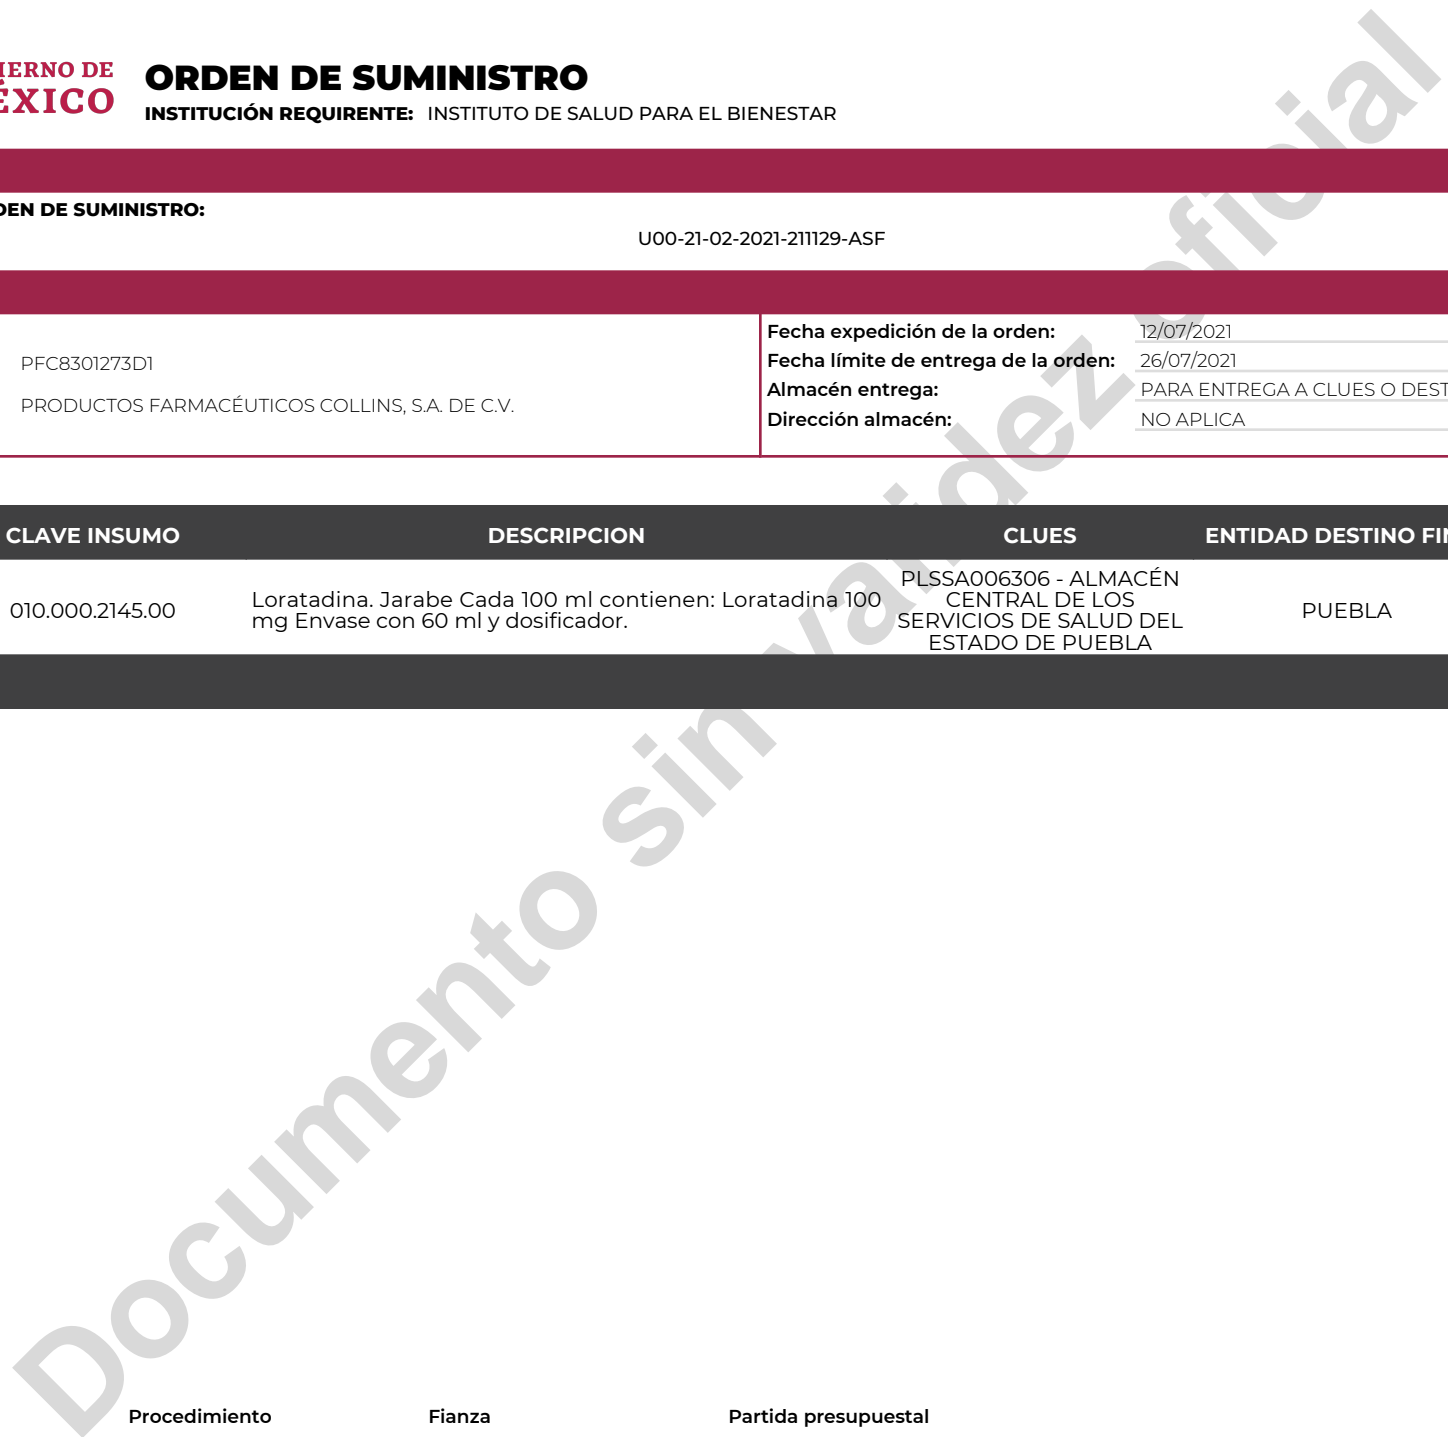 IERNO DE
ÉXICO
ORDEN DE SUMINISTRO
INSTITUCIÓN REQUIRENTE: INSTITUTO DE SALUD PARA EL BIENESTAR
DEN DE SUMINISTRO:
U00-21-02-2021-211129-ASF
PFC8301273D1
PRODUCTOS FARMACÉUTICOS COLLINS, S.A. DE C.V.
Fecha expedición de la orden: 12/07/2021
Fecha límite de entrega de la orden: 26/07/2021
Almacén entrega: PARA ENTREGA A CLUES O DEST
Dirección almacén: NO APLICA
CLAVE INSUMO DESCRIPCION CLUES ENTIDAD DESTINO FIN
010.000.2145.00
Loratadina. Jarabe Cada 100 ml contienen: Loratadina 100
mg Envase con 60 ml y dosificador.
PLSSA006306 - ALMACÉN
CENTRAL DE LOS
SERVICIOS DE SALUD DEL
ESTADO DE PUEBLA
PUEBLA
Documento sin validez oficial
Procedimiento Fianza Partida presupuestal